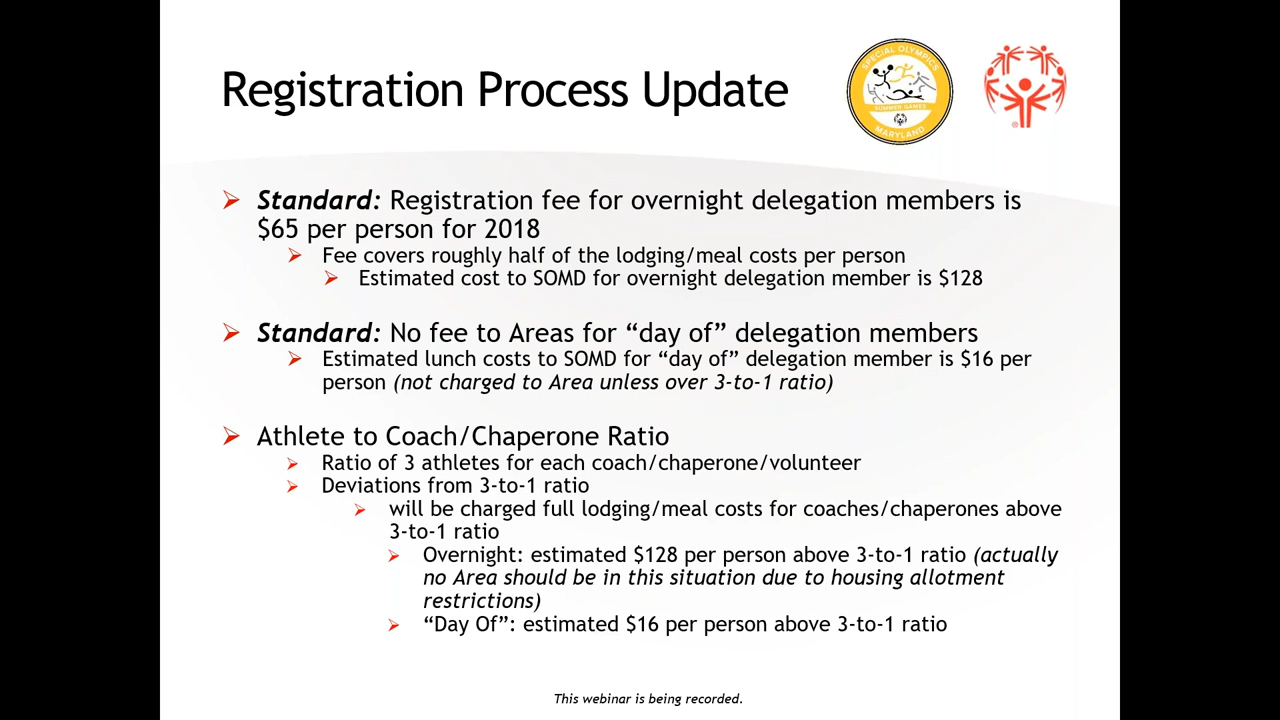 Registration Process Update
SPECIAL OLYMPICS
SUMMER GAMES
MARYLAND
Standard: Registration fee for overnight delegation members is
$65 per person for 2018
Fee covers roughly half of the lodging/meal costs per person
Estimated cost to SOMD for overnight delegation member is $128
Standard: No fee to Areas for “day of” delegation members
Estimated lunch costs to SOMD for “day of” delegation member is $16 per
person (not charged to Area unless over 3-to-1 ratio)
Athlete to Coach/Chaperone Ratio
Ratio of 3 athletes for each coach/chaperone/volunteer
Deviations from 3-to-1 ratio
will be charged full lodging/meal costs for coaches/chaperones above
3-to-1 ratio
Overnight: estimated $128 per person above 3-to-1 ratio (actually
no Area should be in this situation due to housing allotment
restrictions)
“Day Of”: estimated $16 per person above 3-to-1 ratio
This webinar is being recorded.